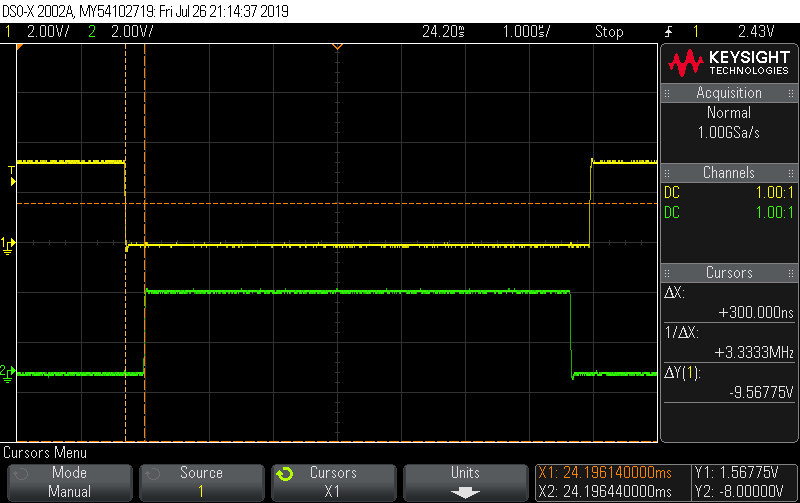 DSO-X 2002A, MY54102719: Fri Jul 26 21:14:37 2019
1 2.00V/ 2 2.00V/ 24.20ms 1.000s/ Stop 1 2.43V
KEYSIGHT
TECHNOLOGIES
Acquisition
Normal
1.00GSa/s
Channels
DC 1.00:1
DC 1.00:1
Cursors
ΔX:
+300.000ns
1/ΔX:
+3.3333MHz
ΔY(1):
-9.56775V
T
1
2
Cursors Menu
Mode
Manual
Source
1
Cursors
X1
Units
X1: 24.196140000ms
X2: 24.196440000ms
Y1: 1.56775V
Y2: -8.00000V